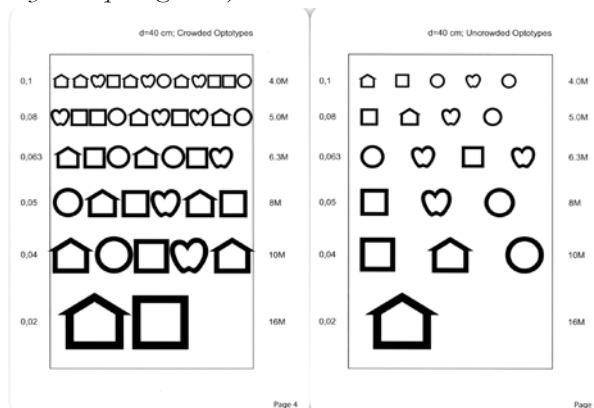 d=40 cm; Crowded Optotypes
0,1 4.0M
0,08 5.0M
0,063 6.3M
0,05 8M
0,04 10M
0,02 16M
Page 4
d=40 cm; Uncrowded Optotypes
0,1 4.0M
0,08 5.0M
0,063 6.3M
0,05 8M
0,04 10M
0,02 16M
Page